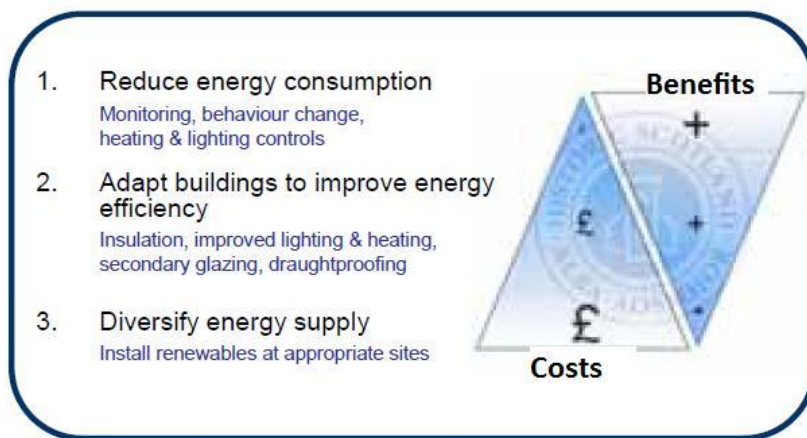 1. Reduce energy consumption
Monitoring, behaviour change,
heating & lighting controls
2. Adapt buildings to improve energy
efficiency
Insulation, improved lighting & heating,
secondary glazing, draughtproofing
3. Diversify energy supply
Install renewables at appropriate sites
Benefits
+
£ +
£
Costs